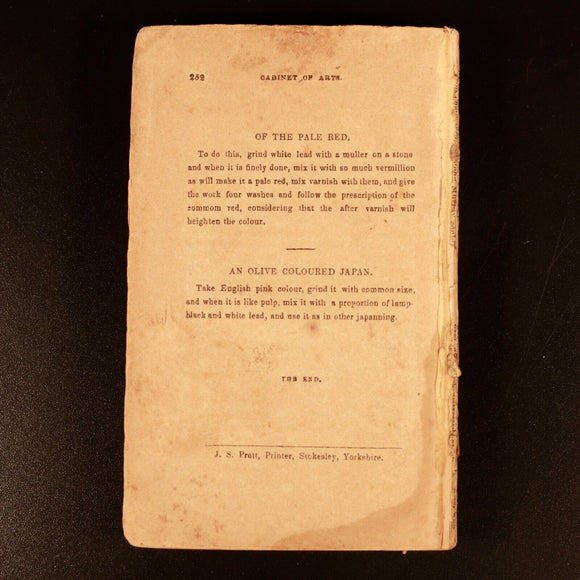 282 CABINET OF ARTS.
OF THE PALE RED.
To do this, grind white lead with a muller on a stone
and when it is finely done, mix it with so much vermillion
as will make it a pale red, mix varnish with them, and give
the work four washes and follow the prescription of the
commom red, considering that the after varnish will
heighten the colour.
AN OLIVE COLOURED JAPAN.
Take English pink colour, grind it with common size,
and when it is like pulp, mix it with a proportion of lamp-
black and white lead, and use it as in other japanning.
THE END.
J. S. Pratt, Printer, Stokesley, Yorkshire.